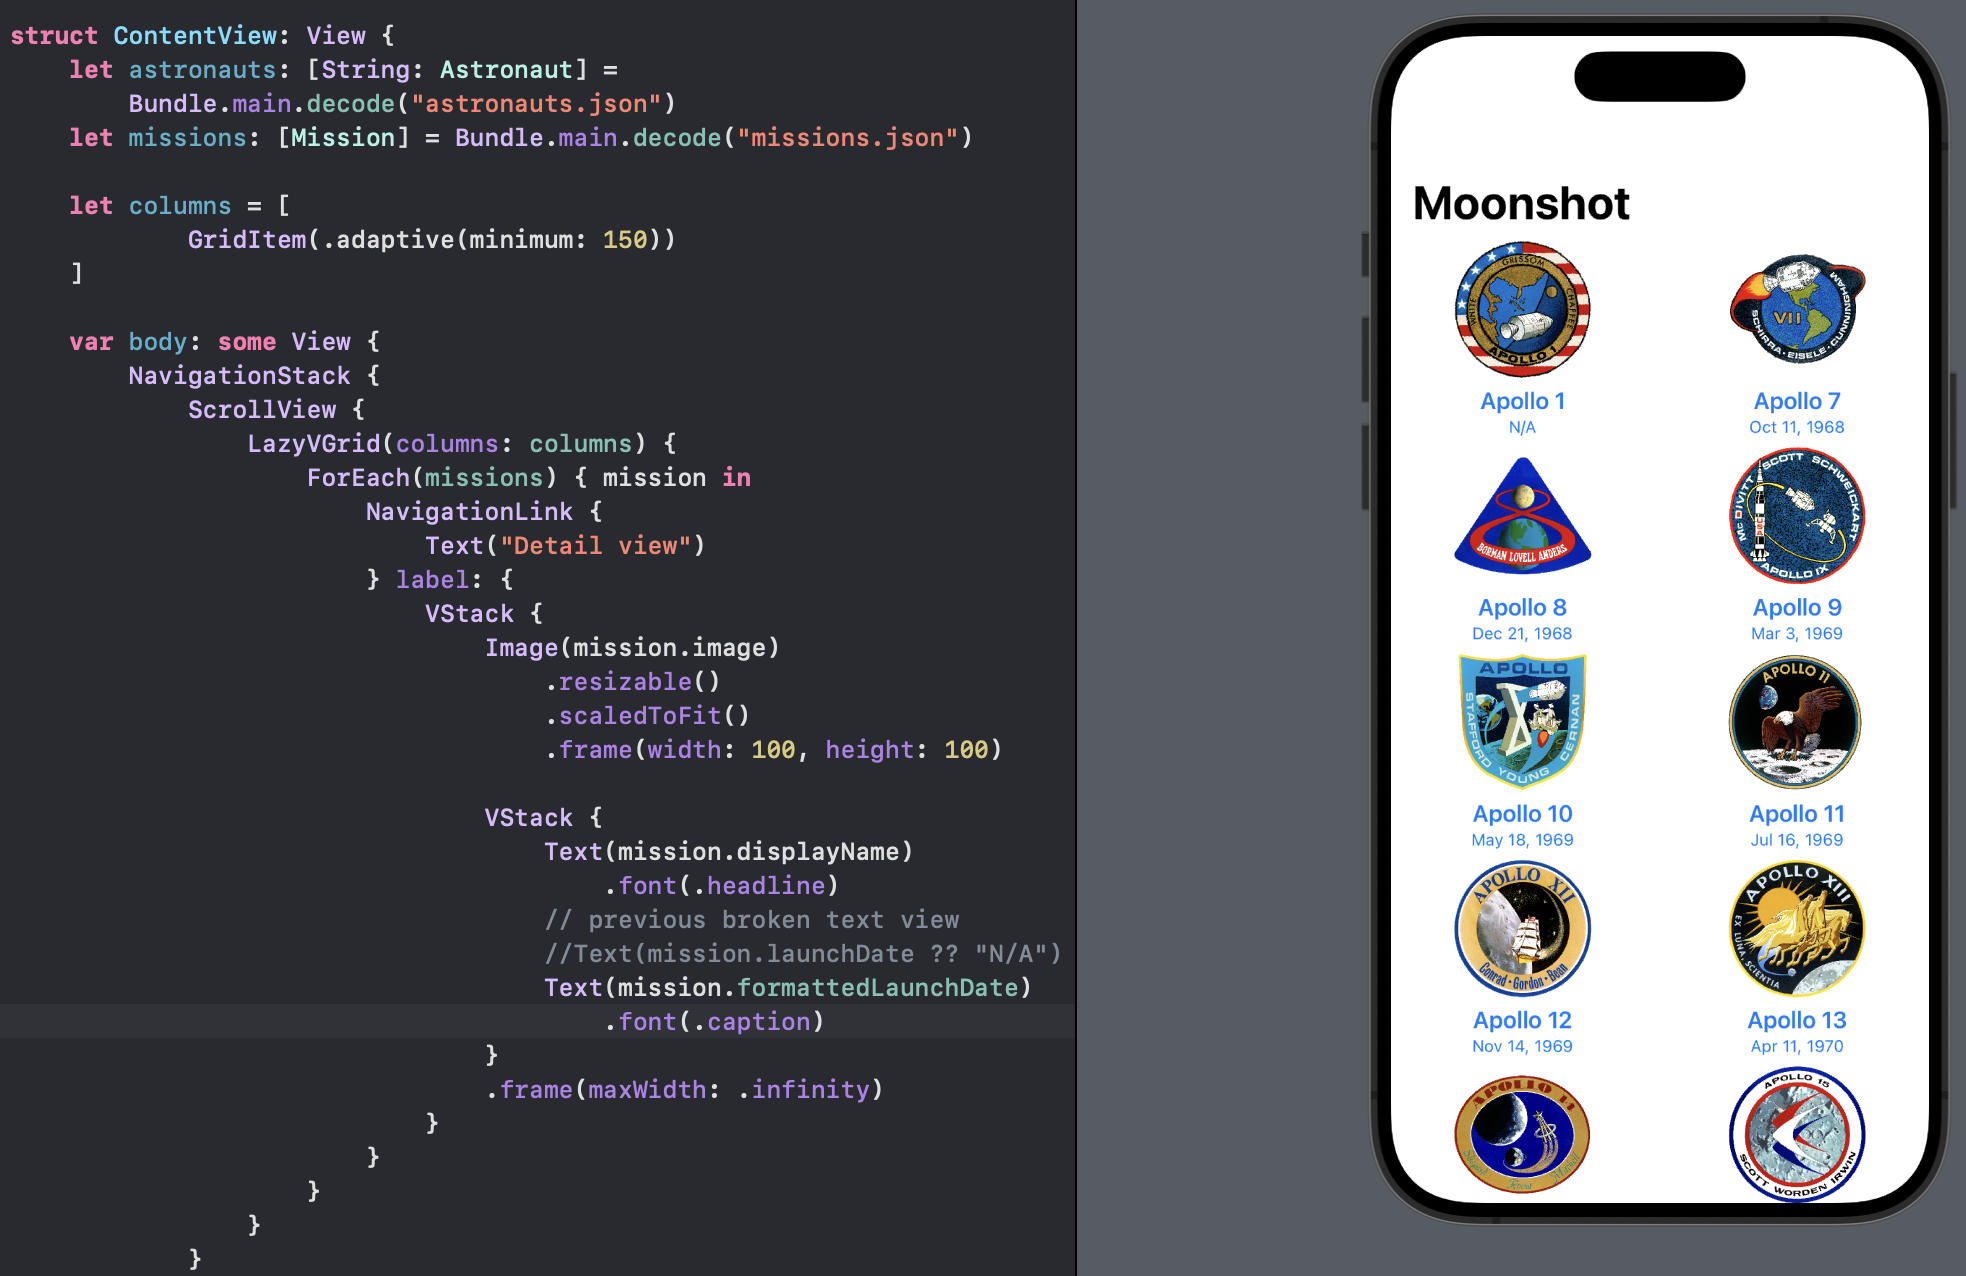 struct ContentView: View {
let astronauts: [String: Astronaut] =
Bundle.main.decode("astronauts.json")
let missions: [Mission] = Bundle.main.decode("missions.json")
let columns = [
GridItem(.adaptive(minimum: 150))
]
var body: some View {
NavigationStack {
ScrollView {
LazyVGrid(columns: columns) {
ForEach(missions) { mission in
NavigationLink {
Text("Detail view")
} label: {
VStack {
Image(mission.image)
.resizable()
.scaledToFit()
.frame(width: 100, height: 100)
VStack {
Text(mission.displayName)
.font(.headline)
// previous broken text view
//Text(mission.launchDate ?? "N/A")
Text(mission.formattedLaunchDate)
.font(.caption)
}
.frame(maxWidth: .infinity)
}
}
}
}
}
Moonshot
GRISSOM
WHITE
CHAFFEE
APOLLO 1
VII
SCHIRRA · EISELE · CUNNINGHAM
Apollo 1
N/A
Apollo 7
Oct 11, 1968
BORMAN LOVELL ANDERS
Mc DIVITT SCOTT SCHWEICKART
USA
APOLLO IX
Apollo 8
Dec 21, 1968
Apollo 9
Mar 3, 1969
APOLLO
STAFFORD YOUNG CERNAN
APOLLO 11
Apollo 10
May 18, 1969
Apollo 11
Jul 16, 1969
APOLLO XII
Conrad · Gordon · Bean
APOLLO XIII
EX LUNA, SCIENTIA
Apollo 12
Nov 14, 1969
Apollo 13
Apr 11, 1970
APOLLO 14
Roosa
APOLLO 15
SCOTT WORDEN IRWIN